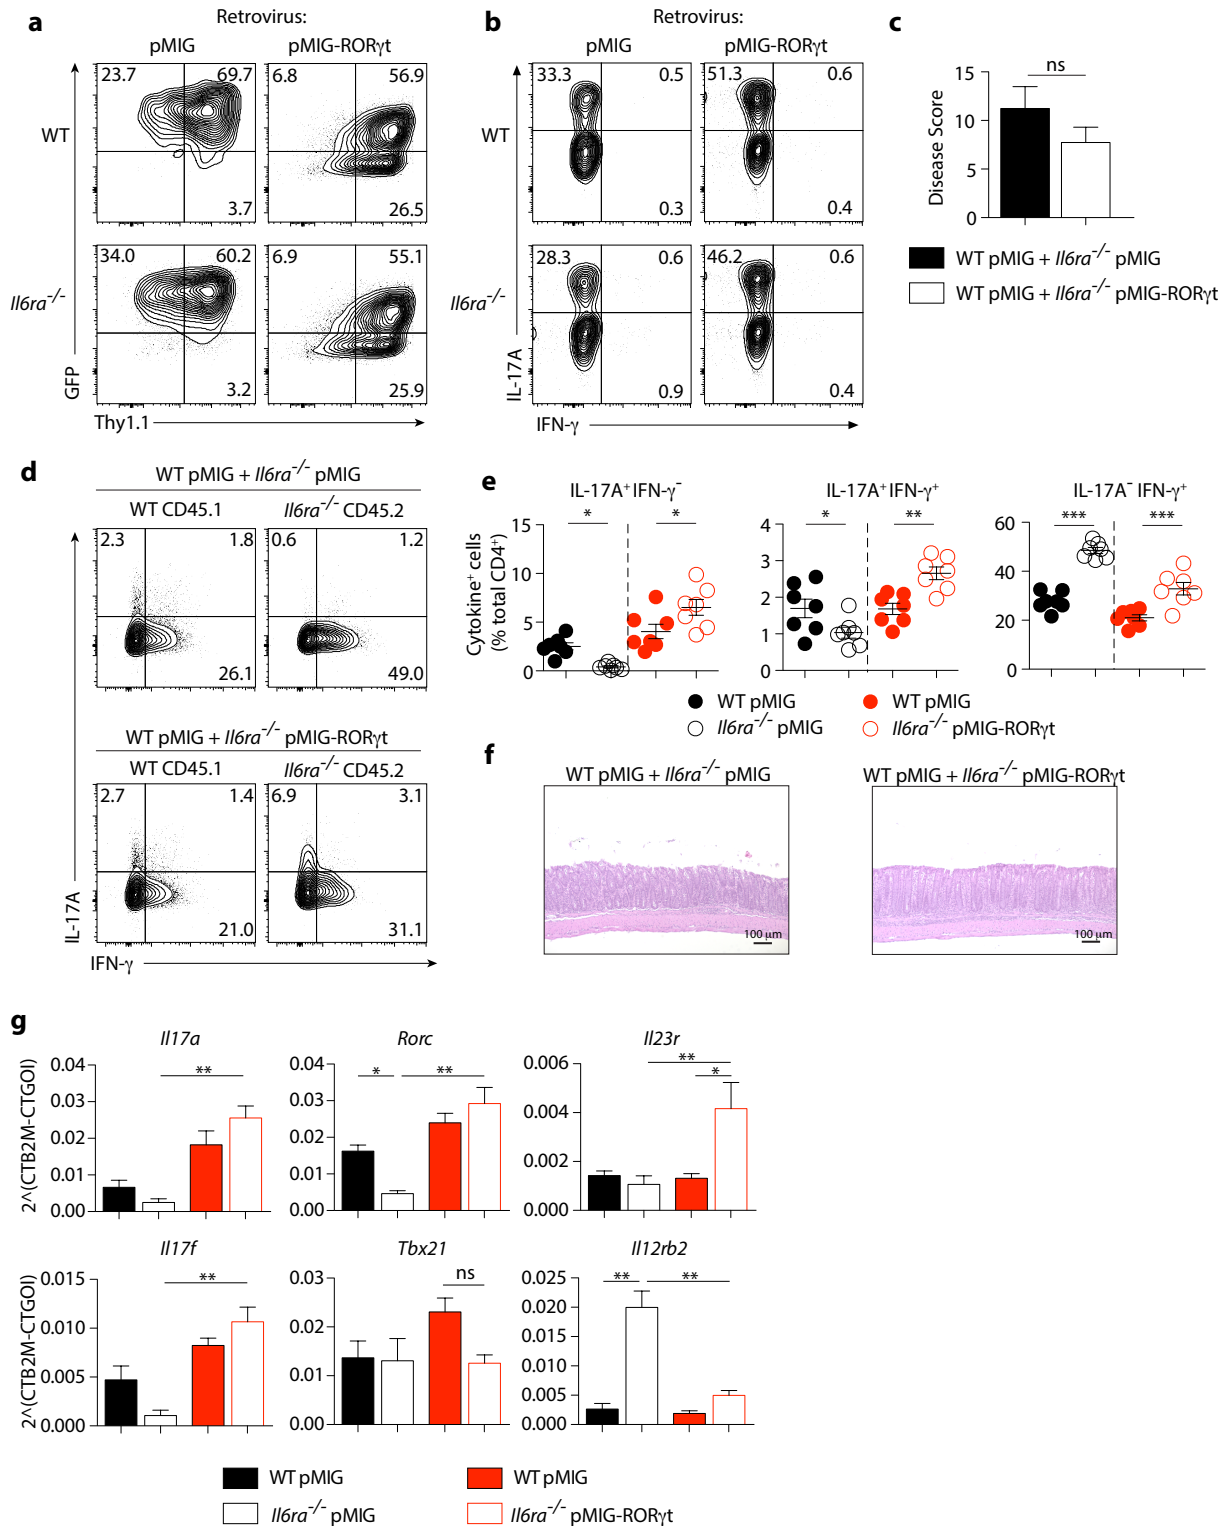 a
Retrovirus:
pMIG
pMIG-RORγt
WT
23.7
69.7
3.7
6.8
56.9
26.5
Il6ra-/-
34.0
60.2
3.2
6.9
55.1
25.9
GFP
Thy1.1
b
Retrovirus:
pMIG
pMIG-RORγt
WT
33.3
0.5
0.3
51.3
0.6
0.4
Il6ra-/-
28.3
0.6
0.9
46.2
0.6
0.4
IL-17A
IFN-γ
c
Disease Score
15
10
5
0
ns
WT pMIG + Il6ra-/- pMIG
WT pMIG + Il6ra-/- pMIG-RORγt
d
WT pMIG + Il6ra-/- pMIG
WT CD45.1
Il6ra-/- CD45.2
2.3
1.8
26.1
0.6
1.2
49.0
WT pMIG + Il6ra-/- pMIG-RORγt
WT CD45.1
Il6ra-/- CD45.2
2.7
1.4
21.0
6.9
3.1
31.1
IL-17A
IFN-γ
e
Cytokine+ cells
(% total CD4+)
IL-17A+ IFN-γ-
15
10
5
0
*
*
IL-17A+ IFN-γ+
4
3
2
1
0
*
**
IL-17A- IFN-γ+
60
40
20
0
***
***
WT pMIG
WT pMIG
Il6ra-/- pMIG
Il6ra-/- pMIG-RORγt
f
WT pMIG + Il6ra-/- pMIG
WT pMIG + Il6ra-/- pMIG-RORγt
100 μm
100 μm
g
2^(CTB2M-CTGOI)
Il17a
0.04
0.03
0.02
0.01
0.00
**
Rorc
0.04
0.03
0.02
0.01
0.00
*
**
Il23r
0.006
0.004
0.002
0.000
**
*
2^(CTB2M-CTGOI)
Il17f
0.015
0.010
0.005
0.000
**
Tbx21
0.03
0.02
0.01
0.00
ns
Il12rb2
0.025
0.020
0.015
0.010
0.005
0.000
**
**
WT pMIG
WT pMIG
Il6ra-/- pMIG
Il6ra-/- pMIG-RORγt